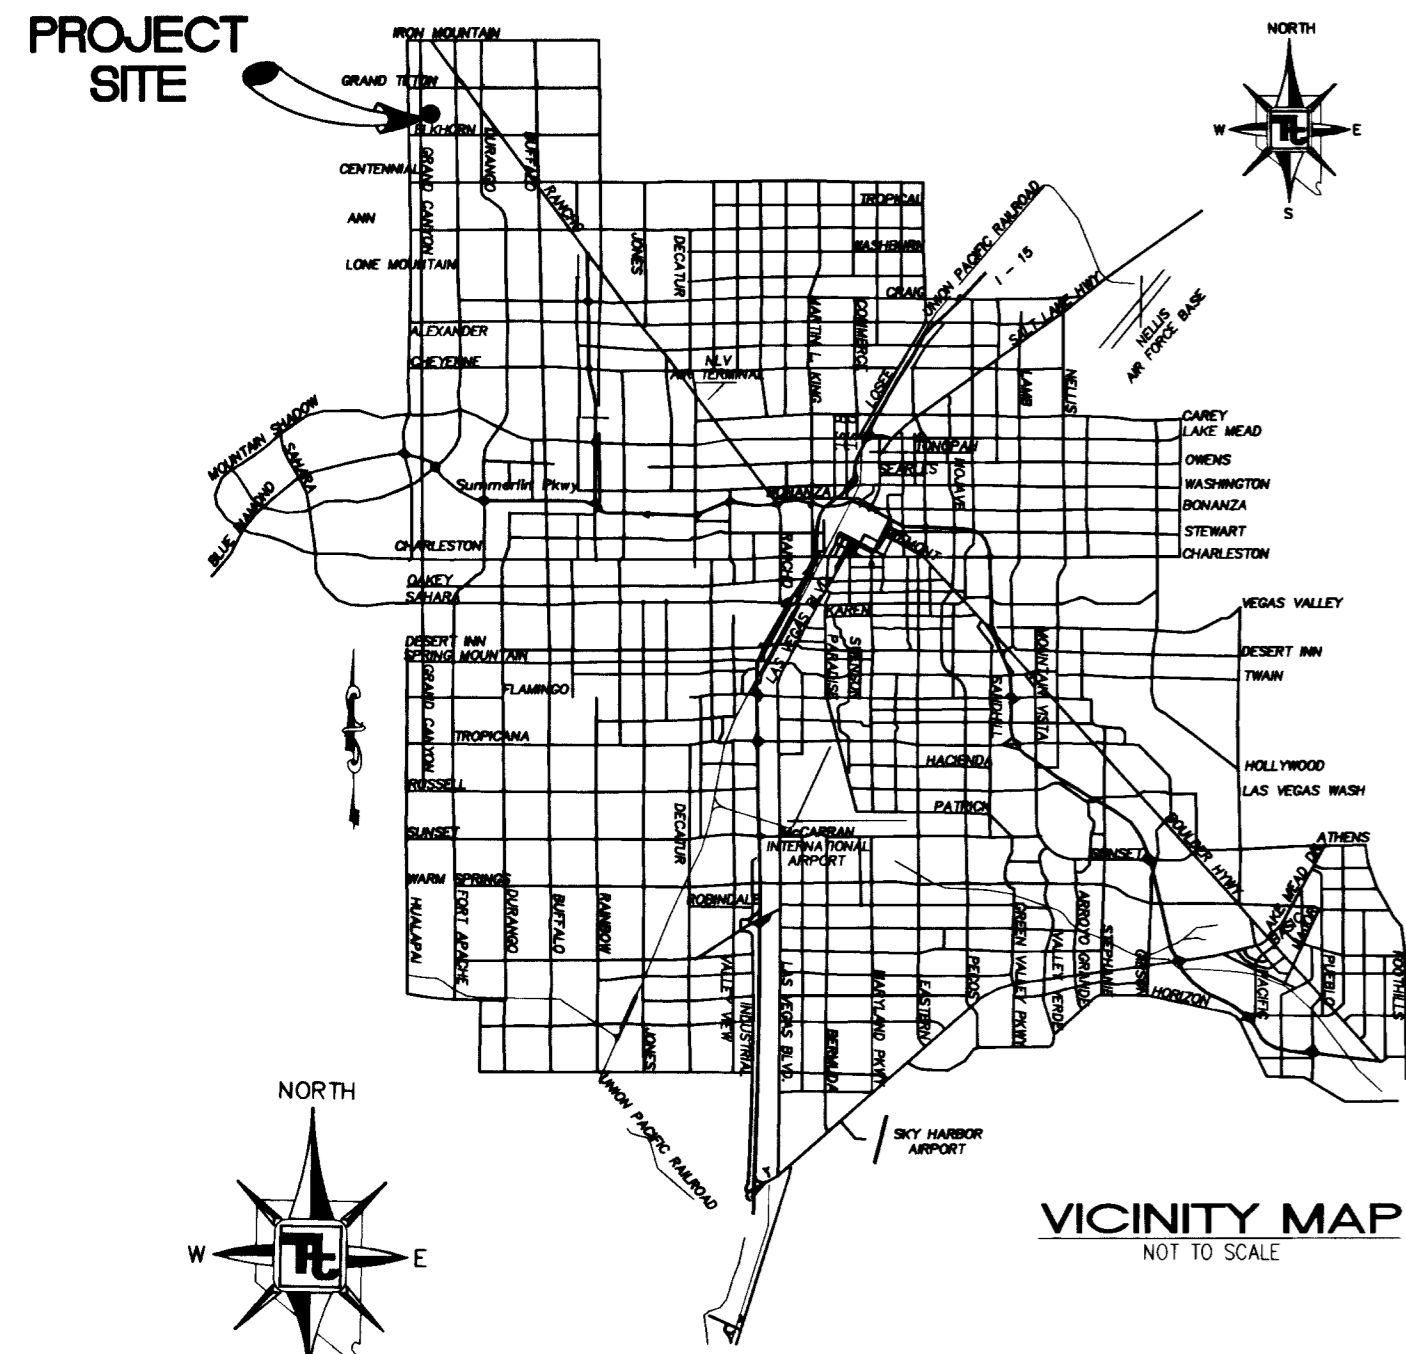 PROJECT
SITE
IRON MOUNTAIN
GRAND TETON
ELKHORN
CENTENNIAL
GRAND CANYON
DURANGO
BUFFALO
RANCHO
ANN
LONE MOUNTAIN
JONES
DECATUR
TROPICAL
WASHBURN
CRAIG
UNION PACIFIC RAILROAD
I - 15
SALT LAKE HWY
NELLIS
AIR FORCE BASE
NORTH
W
E
S
ALEXANDER
CHEYENNE
NLV
AIR TERMINAL
MARTIN L. KING
COMMERCE
LOSEE
LAMB
NELLIS
MOUNTAIN SHADOW
SAHARA
BLUE DIAMOND
Summerlin Pkwy
CAREY
LAKE MEAD
TONOPAH
OWENS
SEARLES
MOJAVE
WASHINGTON
BONANZA
BONANZA
STEWART
CHARLESTON
FREMONT
CHARLESTON
RANCHO
OAKEY
SAHARA
LAS VEGAS BLVD
KAREN
VEGAS VALLEY
DESERT INN
SPRING MOUNTAIN
PARADISE
SWENSON
MOUNTAIN VISTA
DESERT INN
TWAIN
FLAMINGO
SANDHILL
GRAND CANYON
TROPICANA
HACIENDA
HOLLYWOOD
RUSSELL
LAS VEGAS WASH
PATRICK
DECATUR
SUNSET
McCARRAN
INTERNATIONAL
AIRPORT
BOULDER HYWY
ATHENS
SUNSET
LAKE MEAD DR
WARM SPRINGS
ROBINDALE
HUALAPAI
FORT APACHE
DURANGO
BUFFALO
RAINBOW
BASIC
MAJOR
GREEN VALLEY PKWY
VALLEY VERDE
ARROYO GRANDE
STEPHANIE
GIBSON
HORIZON
PACIFIC
PUEBLO
FOOTHILLS
VALLEY VIEW
INDUSTRIAL
LAS VEGAS BLVD.
BERMUDA
MARYLAND PKWY
EASTERN
PECOS
JONES
UNION PACIFIC RAILROAD
SKY HARBOR
AIRPORT
NORTH
W
E
VICINITY MAP
NOT TO SCALE